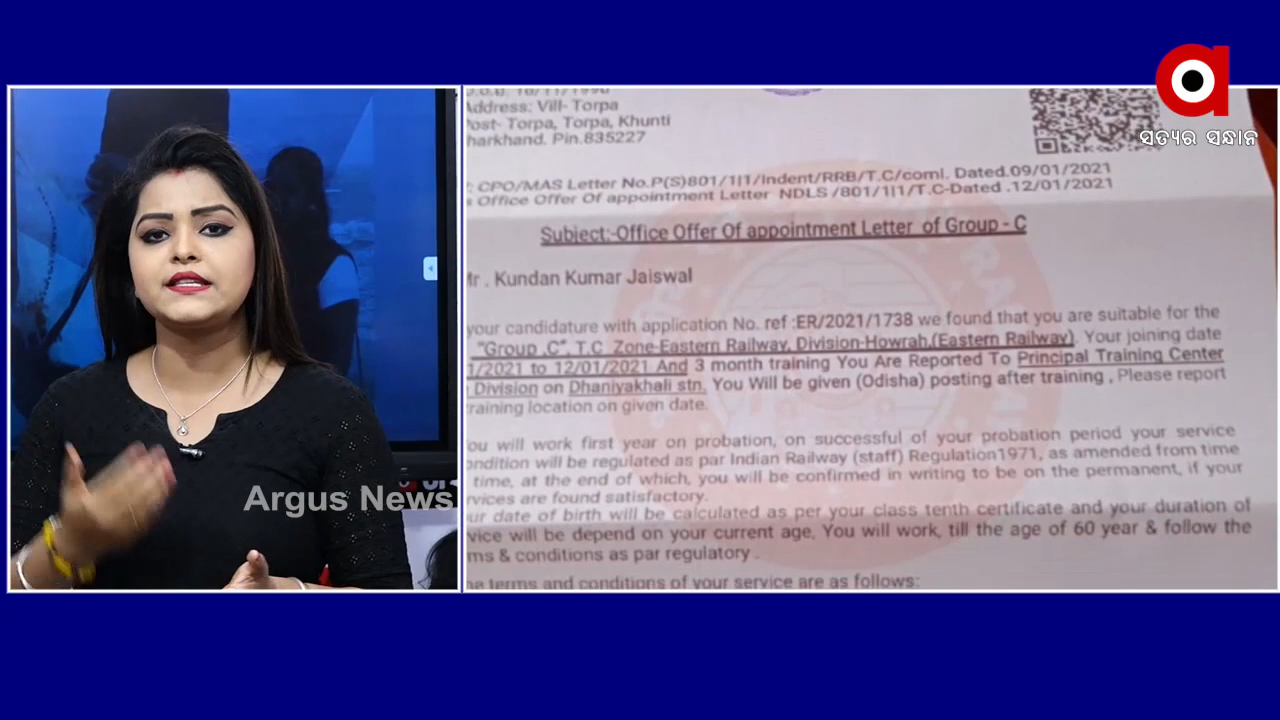 ସତ୍ୟର ସନ୍ଧାନ
Address: Vill- Torpa
Post- Torpa, Torpa, Khunti
Jharkhand. Pin.835227
CPO/MAS Letter No.P(S)801/1|1/Indent/RRB/T.C/coml. Dated.09/01/2021
Office Offer Of appointment Letter NDLS /801/1|1/T.C-Dated .12/01/2021
Subject:-Office Offer Of appointment Letter of Group - C
Mr . Kundan Kumar Jaiswal
your candidature with application No. ref :ER/2021/1738 we found that you are suitable for the
"Group ,C", T.C Zone-Eastern Railway, Division-Howrah,(Eastern Railway). Your joining date
1/2021 to 12/01/2021 And 3 month training You Are Reported To Principal Training Center
Division on Dhaniyakhali stn. You Will be given (Odisha) posting after training , Please report
training location on given date.
You will work first year on probation, on successful of your probation period your service
condition will be regulated as par Indian Railway (staff) Regulation1971, as amended from time
time, at the end of which, you will be confirmed in writing to be on the permanent, if your
services are found satisfactory.
our date of birth will be calculated as per your class tenth certificate and your duration of
rvice will be depend on your current age, You will work, till the age of 60 year & follow the
ms & conditions as par regulatory .
he terms and conditions of your service are as follows:
Argus News